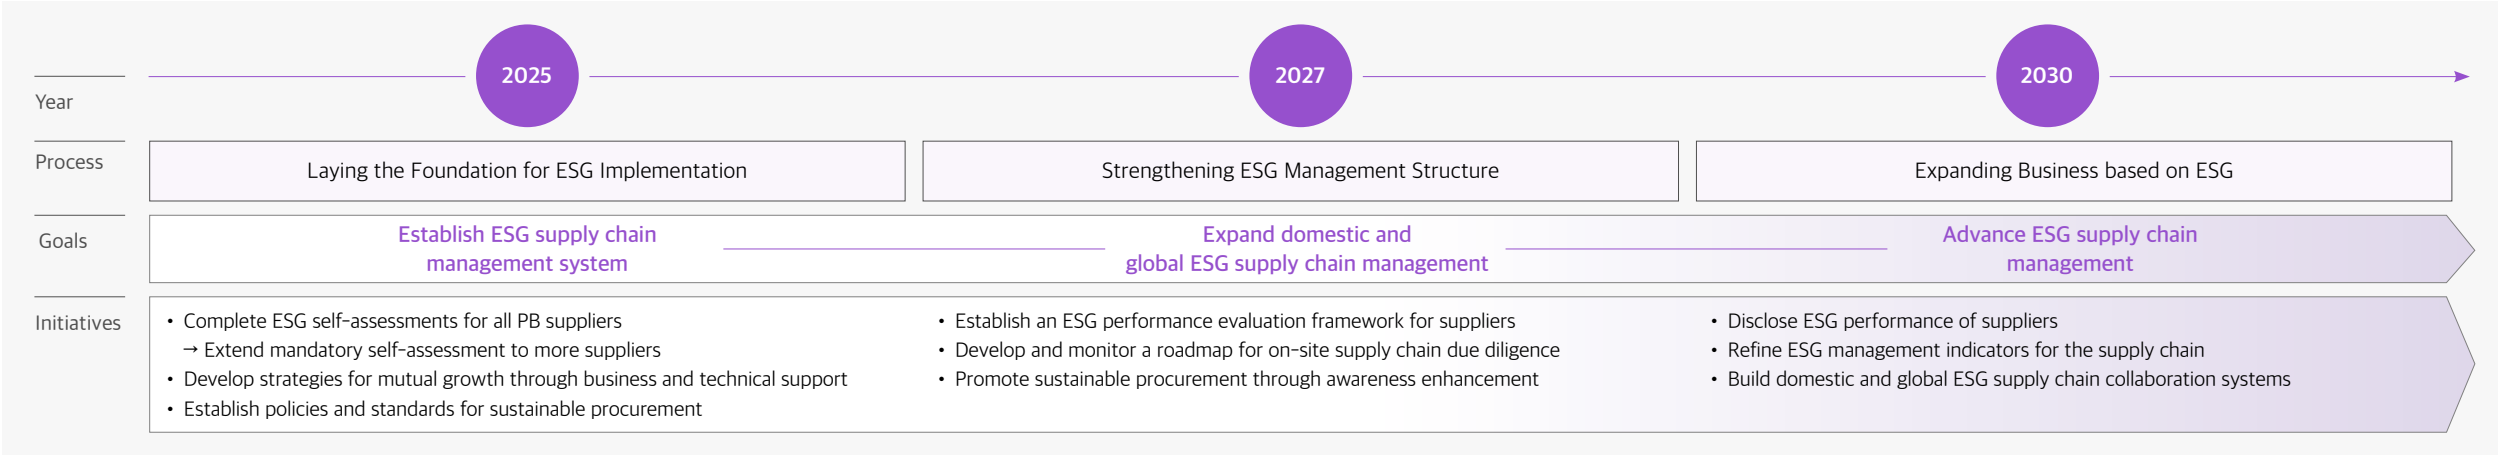 Year
2025
2027
2030
Process
Laying the Foundation for ESG Implementation
Strengthening ESG Management Structure
Expanding Business based on ESG
Goals
Establish ESG supply chain
management system
Expand domestic and
global ESG supply chain management
Advance ESG supply chain
management
Initiatives
• Complete ESG self-assessments for all PB suppliers
→ Extend mandatory self-assessment to more suppliers
• Develop strategies for mutual growth through business and technical support
• Establish policies and standards for sustainable procurement
• Establish an ESG performance evaluation framework for suppliers
• Develop and monitor a roadmap for on-site supply chain due diligence
• Promote sustainable procurement through awareness enhancement
• Disclose ESG performance of suppliers
• Refine ESG management indicators for the supply chain
• Build domestic and global ESG supply chain collaboration systems